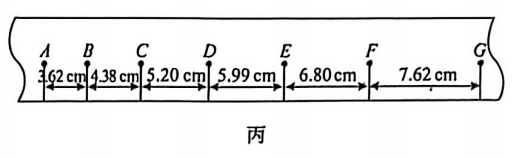 A B C D E F G
3.62 cm 4.38 cm 5.20 cm 5.99 cm 6.80 cm 7.62 cm
丙